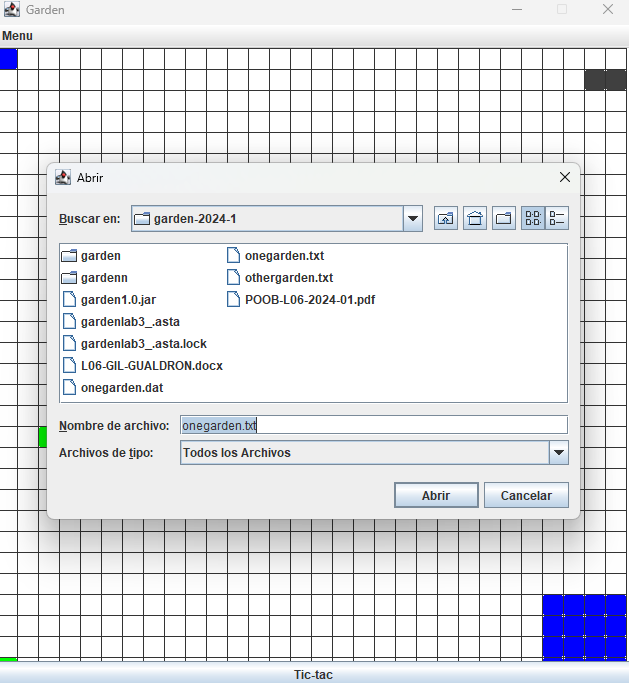 Garden
Menu
Abrir
Buscar en: garden-2024-1
garden
gardenn
garden1.0.jar
gardenlab3_.asta
gardenlab3_.asta.lock
L06-GIL-GUALDRON.docx
onegarden.dat
onegarden.txt
othergarden.txt
POOB-L06-2024-01.pdf
Nombre de archivo: onegarden.txt
Archivos de tipo: Todos los Archivos
Abrir Cancelar
Tic-tac